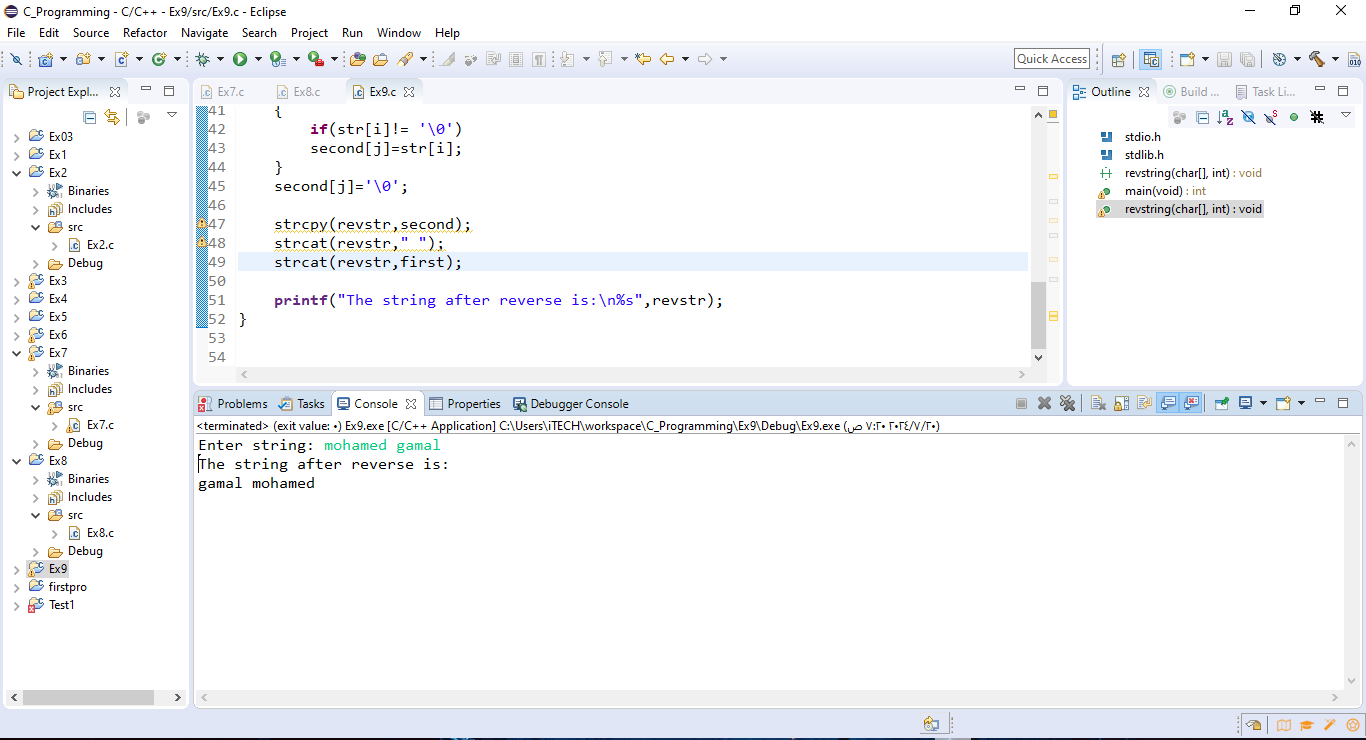 C_Programming - C/C++ - Ex9/src/Ex9.c - Eclipse
File Edit Source Refactor Navigate Search Project Run Window Help
Quick Access
Project Expl...
Ex03
Ex1
Ex2
Binaries
Includes
src
Ex2.c
Debug
Ex3
Ex4
Ex5
Ex6
Ex7
Binaries
Includes
src
Ex7.c
Debug
Ex8
Binaries
Includes
src
Ex8.c
Debug
Ex9
firstpro
Test1
Ex7.c Ex8.c Ex9.c
41 {
42 if(str[i]!= '\0')
43 second[j]=str[i];
44 }
45 second[j]='\0';
46
47 strcpy(revstr,second);
48 strcat(revstr," ");
49 strcat(revstr,first);
50
51 printf("The string after reverse is:\n%s",revstr);
52 }
53
54
Outline Build ... Task Li...
stdio.h
stdlib.h
revstring(char[], int) : void
main(void) : int
revstring(char[], int) : void
Problems Tasks Console Properties Debugger Console
<terminated> (exit value: ٠) Ex9.exe [C/C++ Application] C:\Users\iTECH\workspace\C_Programming\Ex9\Debug\Ex9.exe (٢٠٢٤/٧/٢٠ ٧:٢٠ ص)
Enter string: mohamed gamal
The string after reverse is:
gamal mohamed